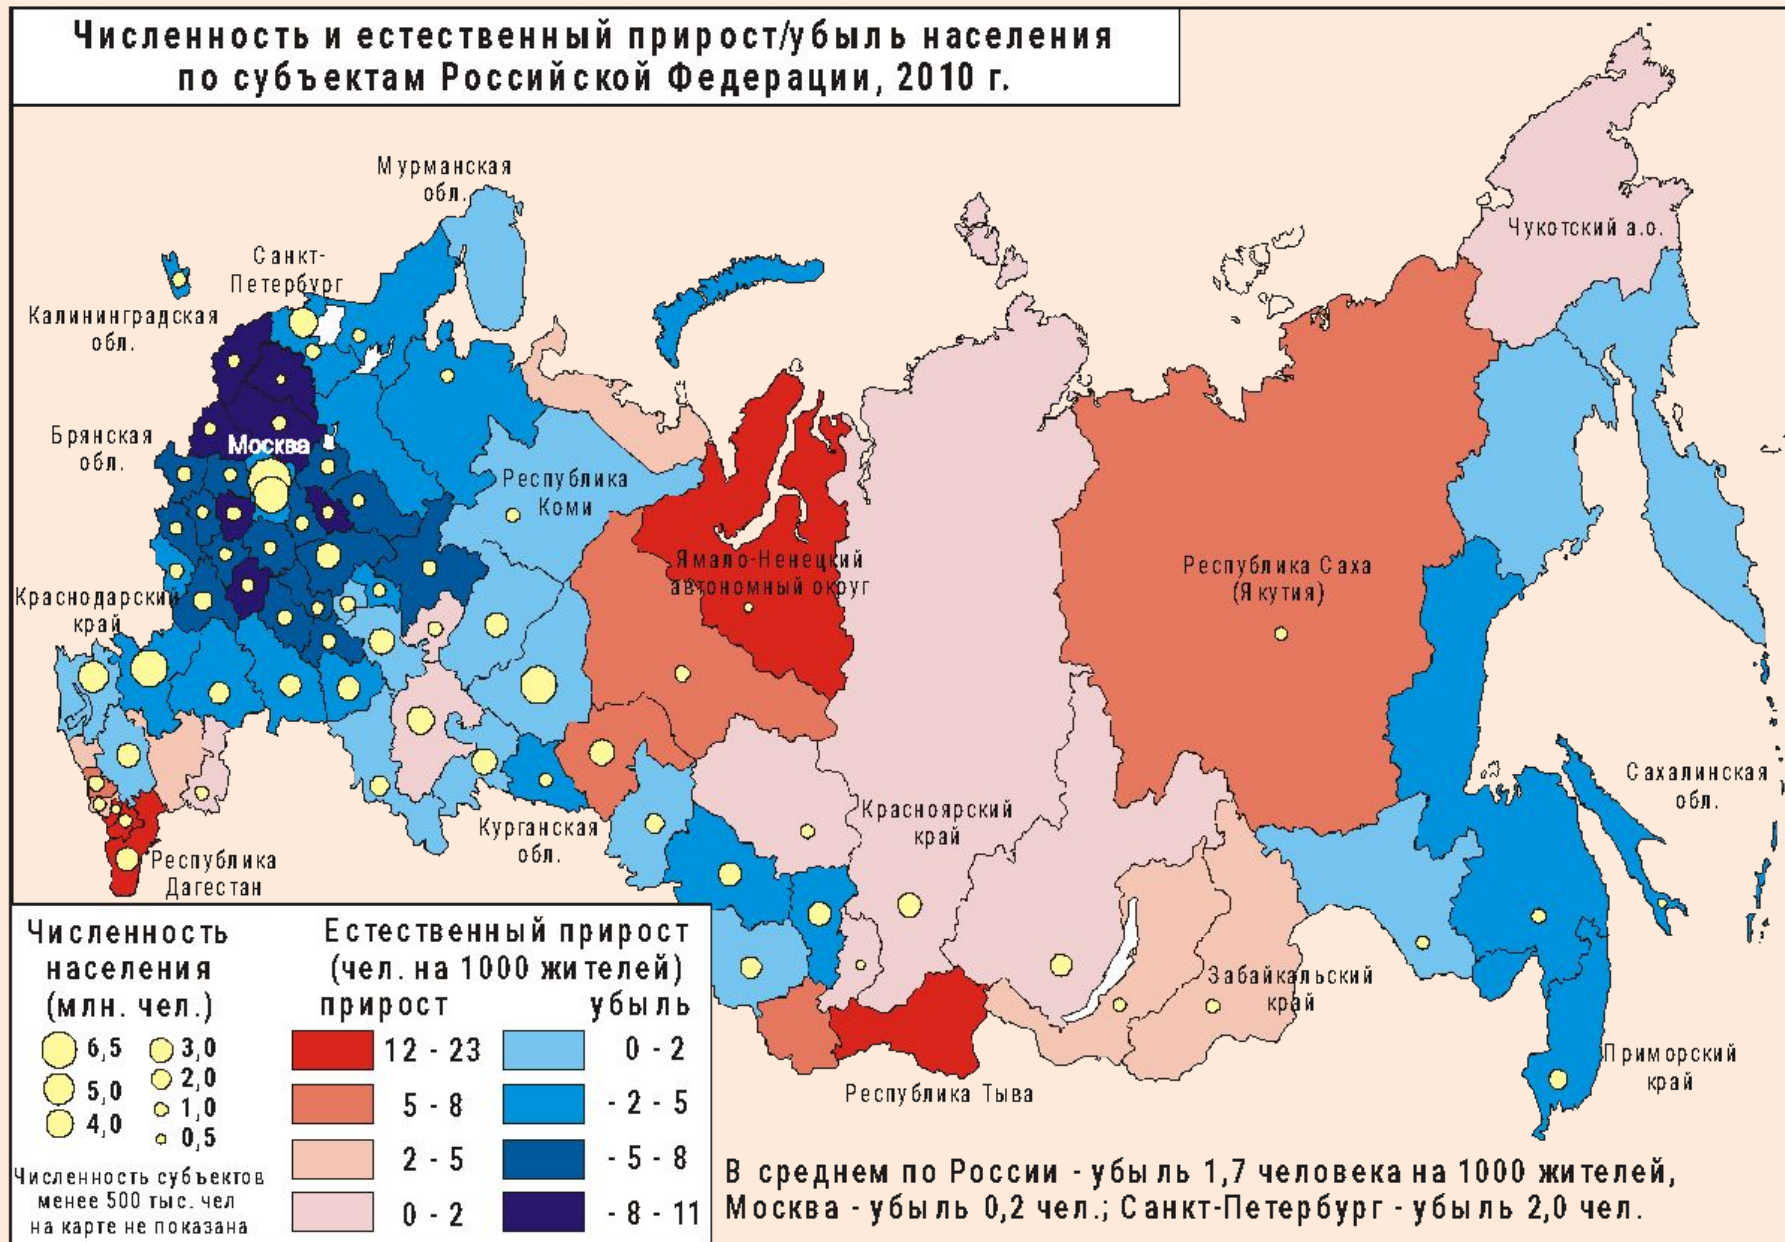 Численность и естественный прирост/убыль населения
по субъектам Российской Федерации, 2010 г.
Мурманская
обл.
Санкт-
Петербург
Калининградская
обл.
Чукотский а.о.
Брянская
обл.
Москва
Республика
Коми
Ямало-Ненецкий
автономный округ
Республика Саха
(Якутия)
Краснодарский
край
Сахалинская
обл.
Красноярский
край
Курганская
обл.
Республика
Дагестан
Забайкальский
край
Приморский
край
Республика Тыва
Численность
населения
(млн. чел.)
6,5
5,0
4,0
3,0
2,0
1,0
0,5
Численность субъектов
менее 500 тыс. чел
на карте не показана
Естественный прирост
(чел. на 1000 жителей)
прирост
убыль
12 - 23
5 - 8
2 - 5
0 - 2
0 - 2
- 2 - 5
- 5 - 8
- 8 - 11
В среднем по России - убыль 1,7 человека на 1000 жителей,
Москва - убыль 0,2 чел.; Санкт-Петербург - убыль 2,0 чел.